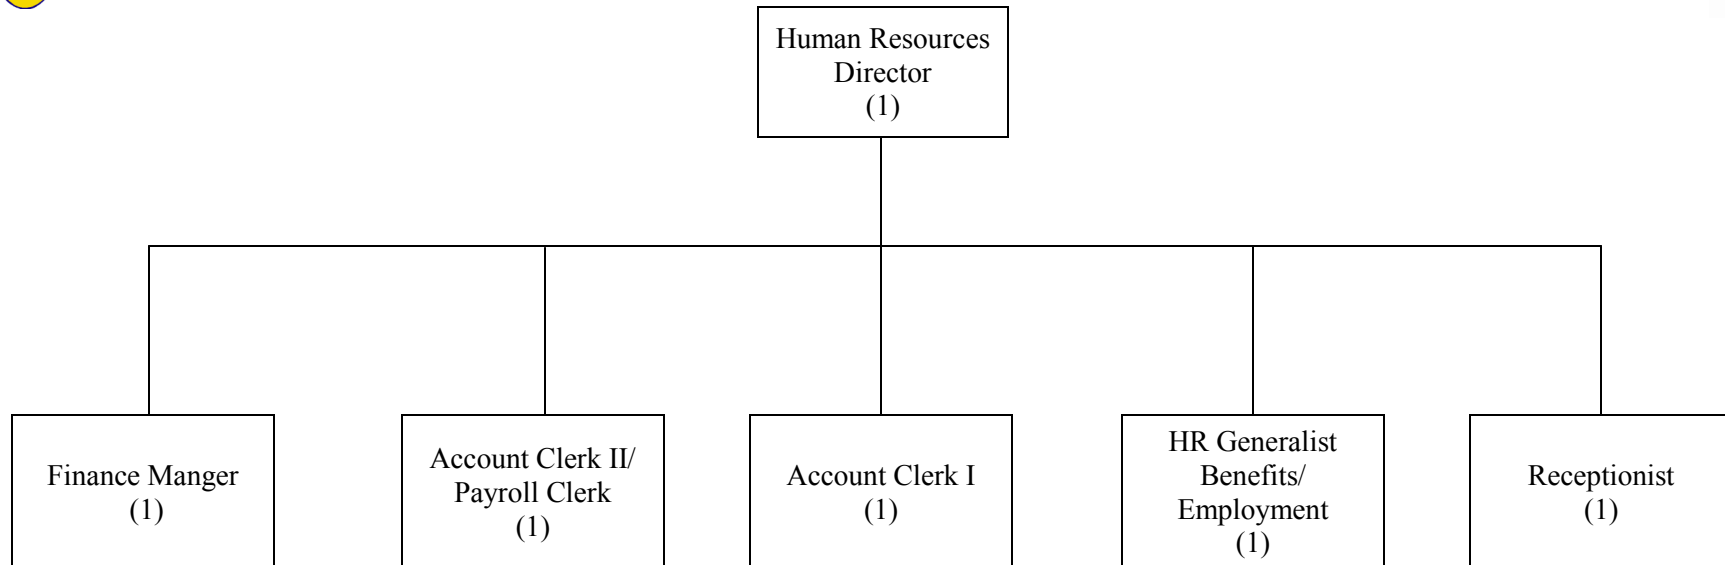 Human Resources
Director
(1)
Finance Manger
(1)
Account Clerk II/
Payroll Clerk
(1)
Account Clerk I
(1)
HR Generalist
Benefits/
Employment
(1)
Receptionist
(1)